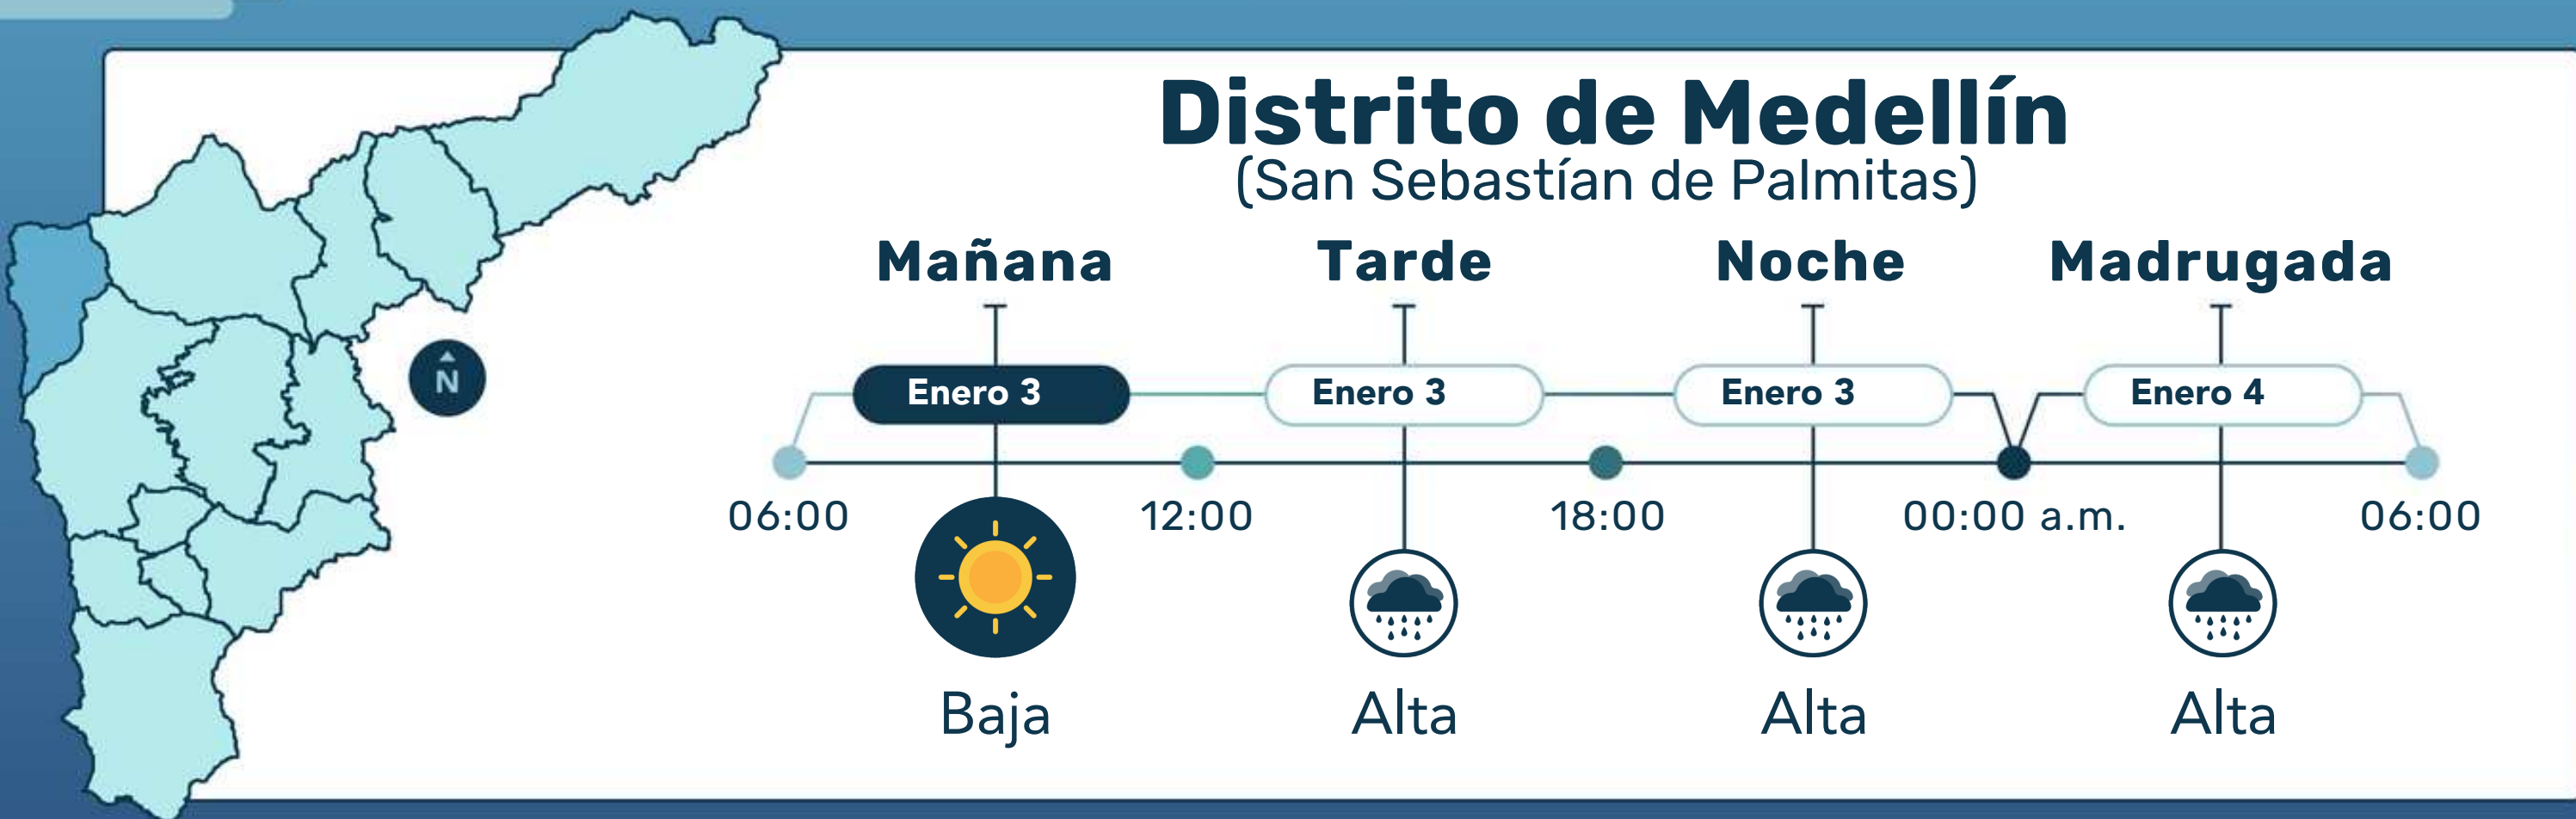 Distrito de Medellín
(San Sebastían de Palmitas)
Mañana Tarde Noche Madrugada
Enero 3 Enero 3 Enero 3 Enero 4
N
06:00 12:00 18:00 00:00 a.m. 06:00
Baja Alta Alta Alta